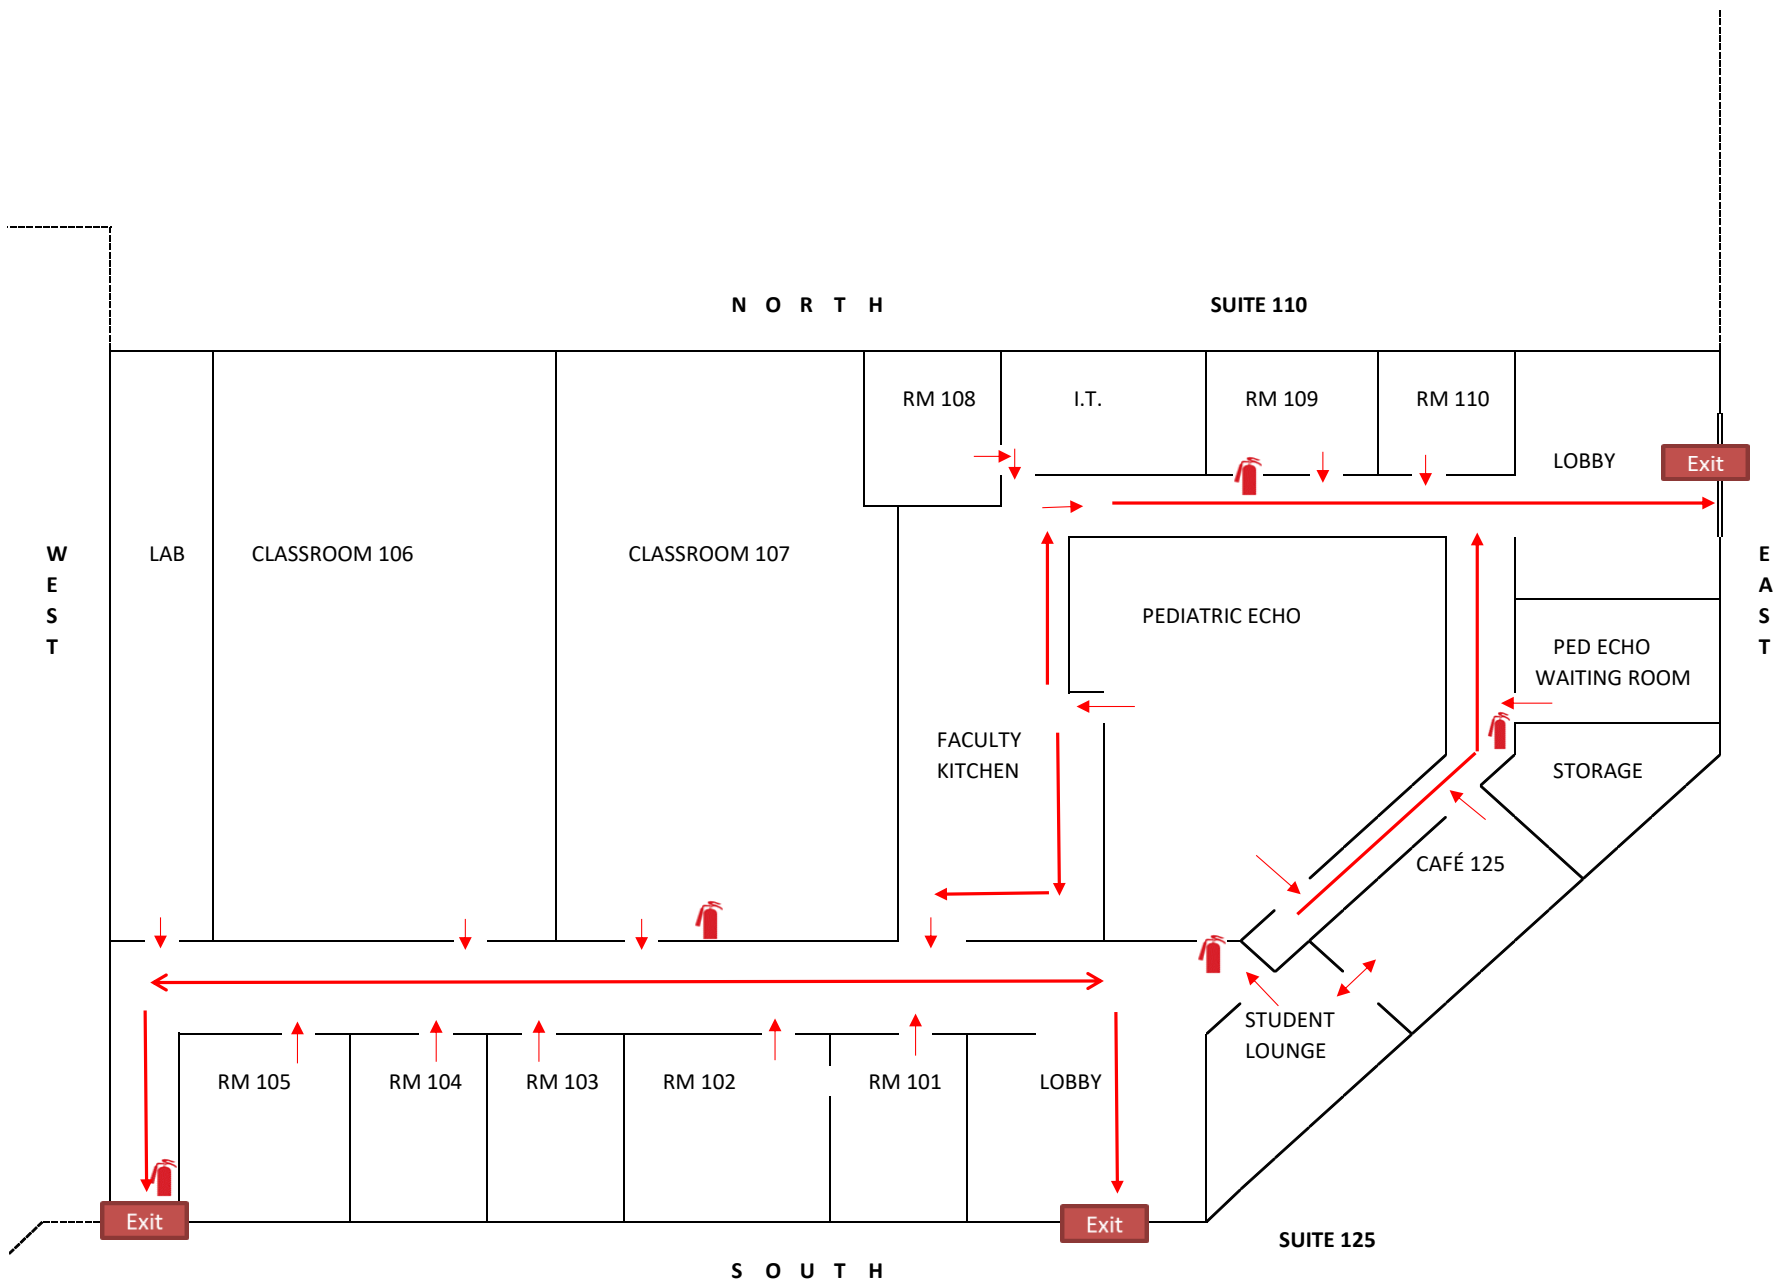 N O R T H
SUITE 110
RM 108
I.T.
RM 109
RM 110
LOBBY
Exit
W
E
S
T
LAB
CLASSROOM 106
CLASSROOM 107
E
A
S
T
PEDIATRIC ECHO
PED ECHO
WAITING ROOM
FACULTY
KITCHEN
STORAGE
CAFÉ 125
STUDENT
LOUNGE
RM 105
RM 104
RM 103
RM 102
RM 101
LOBBY
Exit
Exit
SUITE 125
S O U T H